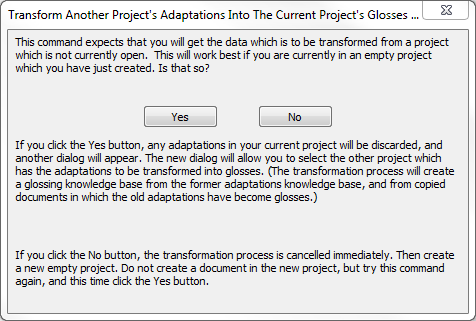 Transform Another Project's Adaptations Into The Current Project's Glosses ...
This command expects that you will get the data which is to be transformed from a project
which is not currently open.  This will work best if you are currently in an empty project
which you have just created. Is that so?
Yes
No
If you click the Yes button, any adaptations in your current project will be discarded, and
another dialog will appear. The new dialog will allow you to select the other project which
has the adaptations to be transformed into glosses. (The transformation process will create
a glossing knowledge base from the former adaptations knowledge base, and from copied
documents in which the old adaptations have become glosses.)
If you click the No button, the transformation process is cancelled immediately. Then create
a new empty project. Do not create a document in the new project, but try this command
again, and this time click the Yes button.